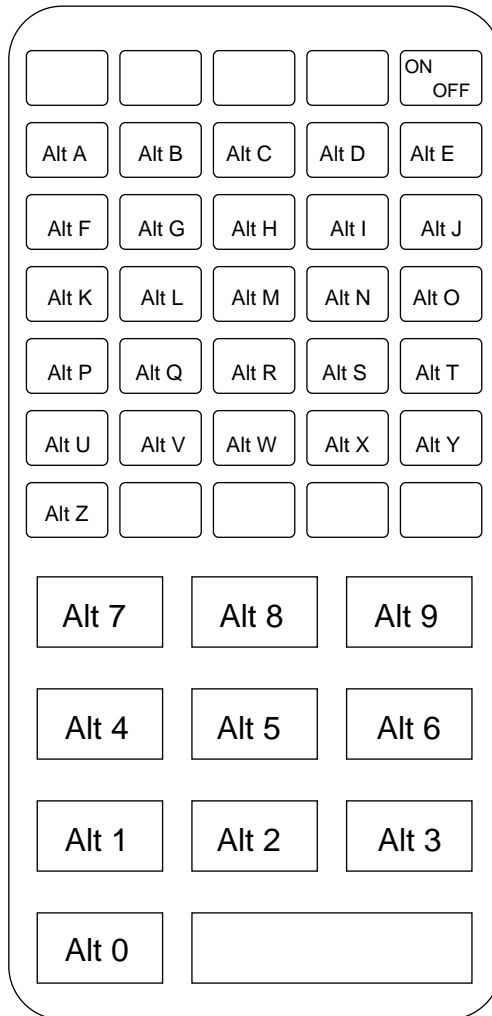 ON
OFF
Alt A Alt B Alt C Alt D Alt E
Alt F Alt G Alt H Alt I Alt J
Alt K Alt L Alt M Alt N Alt O
Alt P Alt Q Alt R Alt S Alt T
Alt U Alt V Alt W Alt X Alt Y
Alt Z
Alt 7 Alt 8 Alt 9
Alt 4 Alt 5 Alt 6
Alt 1 Alt 2 Alt 3
Alt 0